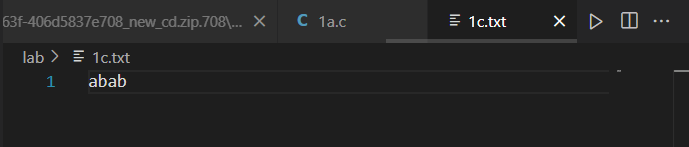 63f-406d5837e708_new_cd.zip.708\... × C 1a.c 1c.txt ×
lab > 1c.txt
1 abab